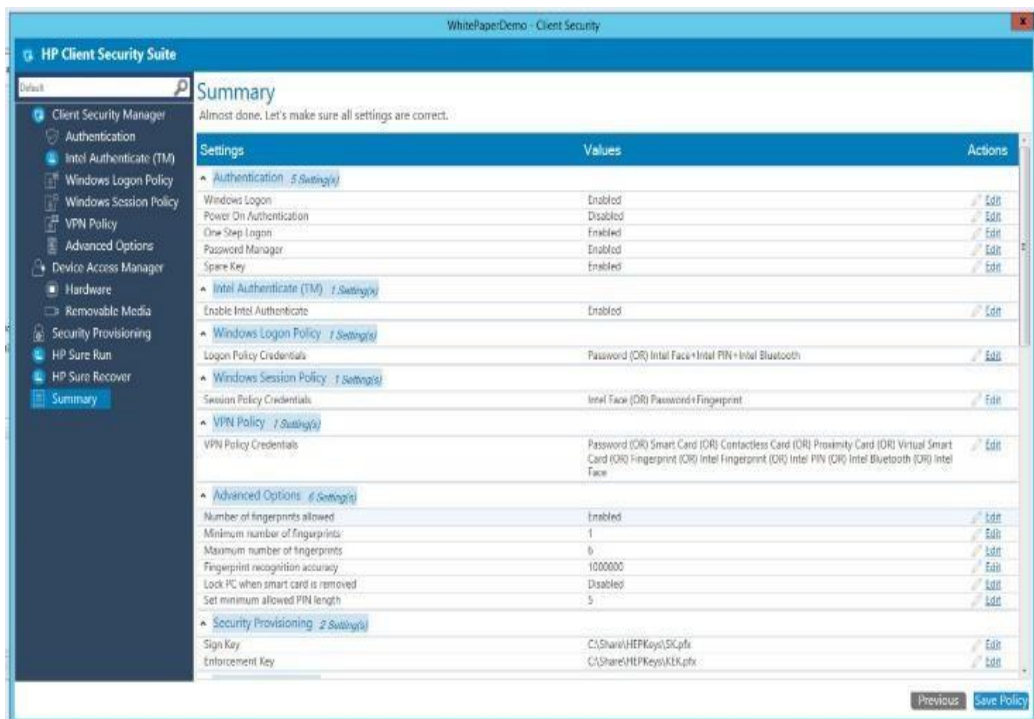 WhitePaperDemo - Client Security
x
HP Client Security Suite
Default
Client Security Manager
Authentication
Intel Authenticate (TM)
Windows Logon Policy
Windows Session Policy
VPN Policy
Advanced Options
Device Access Manager
Hardware
Removable Media
Security Provisioning
HP Sure Run
HP Sure Recover
Summary
Summary
Almost done. Let's make sure all settings are correct.
Settings Values Actions
Authentication 5 Setting(s)
Windows Logon Enabled Edit
Power On Authentication Disabled Edit
One Step Logon Enabled Edit
Password Manager Enabled Edit
Spare Key Enabled Edit
Intel Authenticate (TM) 1 Setting(s)
Enable Intel Authenticate Enabled Edit
Windows Logon Policy 1 Setting(s)
Logon Policy Credentials Password (OR) Intel Face+Intel PIN+Intel Bluetooth Edit
Windows Session Policy 1 Setting(s)
Session Policy Credentials Intel Face (OR) Password+Fingerprint Edit
VPN Policy 1 Setting(s)
VPN Policy Credentials Password (OR) Smart Card (OR) Contactless Card (OR) Proximity Card (OR) Virtual Smart Edit
Card (OR) Fingerprint (OR) Intel Fingerprint (OR) Intel PIN (OR) Intel Bluetooth (OR) Intel
Face
Advanced Options 6 Setting(s)
Number of fingerprints allowed Enabled Edit
Minimum number of fingerprints 1 Edit
Maximum number of fingerprints 6 Edit
Fingerprint recognition accuracy 1000000 Edit
Lock PC when smart card is removed Disabled Edit
Set minimum allowed PIN length 5 Edit
Security Provisioning 2 Setting(s)
Sign Key C:\Share\HEPKeys\SK.pfx Edit
Enforcement Key C:\Share\HEPKeys\KEK.pfx Edit
Previous Save Policy